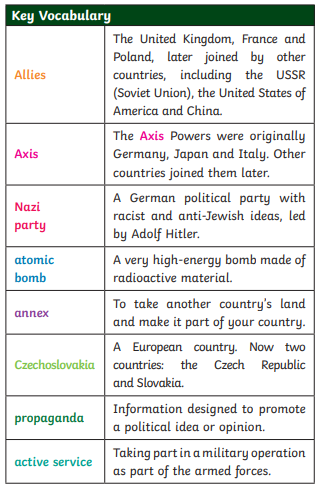 Key Vocabulary
Allies
The United Kingdom, France and
Poland, later joined by other
countries, including the USSR
(Soviet Union), the United States of
America and China.
Axis
The Axis Powers were originally
Germany, Japan and Italy. Other
countries joined them later.
Nazi
party
A German political party with
racist and anti-Jewish ideas, led
by Adolf Hitler.
atomic
bomb
A very high-energy bomb made of
radioactive material.
annex
To take another country's land
and make it part of your country.
Czechoslovakia
A European country. Now two
countries: the Czech Republic
and Slovakia.
propaganda
Information designed to promote
a political idea or opinion.
active service
Taking part in a military operation
as part of the armed forces.